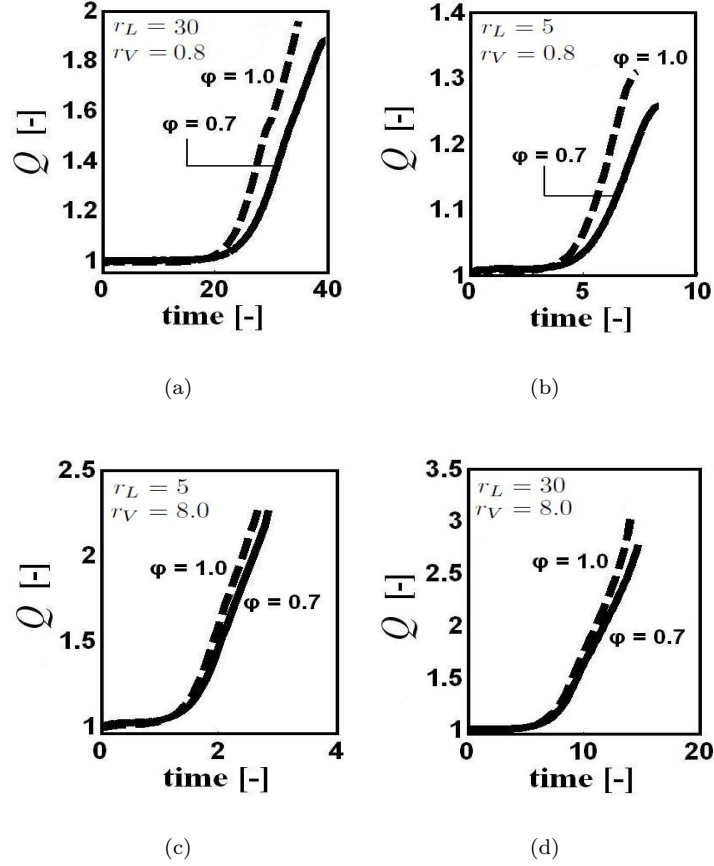 r_L = 30
r_V = 0.8
φ = 1.0
φ = 0.7
Q [-]
2
1.8
1.6
1.4
1.2
1
0
20
40
time [-]
(a)
r_L = 5
r_V = 0.8
φ = 1.0
φ = 0.7
Q [-]
1.4
1.3
1.2
1.1
1
0
5
10
time [-]
(b)
r_L = 5
r_V = 8.0
φ = 1.0
φ = 0.7
Q [-]
2.5
2
1.5
1
0
2
4
time [-]
(c)
r_L = 30
r_V = 8.0
φ = 1.0
φ = 0.7
Q [-]
3.5
3
2.5
2
1.5
1
0
10
20
time [-]
(d)